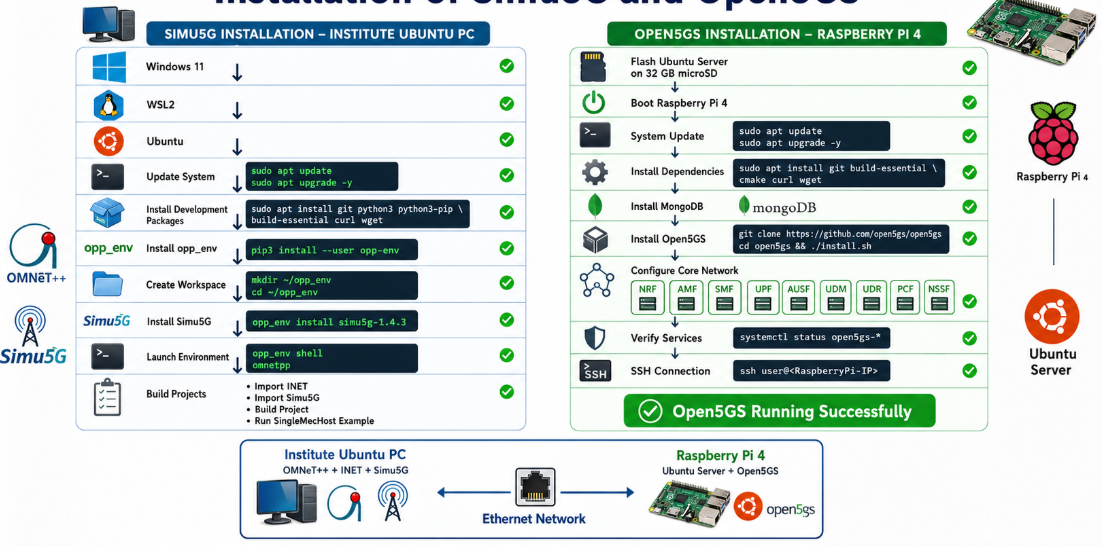 Installation of Simu5G and Open5GS
SIMU5G INSTALLATION – INSTITUTE UBUNTU PC
Windows 11
WSL2
Ubuntu
Update System
sudo apt update
sudo apt upgrade -y
Install Development
Packages
sudo apt install git python3 python3-pip \
build-essential curl wget
opp_env
Install opp_env
pip3 install --user opp-env
Create Workspace
mkdir ~/opp_env
cd ~/opp_env
Simu5G
Install Simu5G
opp_env install simu5g-1.4.3
Launch Environment
opp_env shell
omnetpp
Build Projects
• Import INET
• Import Simu5G
• Build Project
• Run SingleMecHost Example
OMNeT++
Simu5G
OPEN5GS INSTALLATION – RASPBERRY PI 4
Flash Ubuntu Server
on 32 GB microSD
Boot Raspberry Pi 4
System Update
sudo apt update
sudo apt upgrade -y
Install Dependencies
sudo apt install git build-essential \
cmake curl wget
Install MongoDB
mongoDB
Install Open5GS
git clone https://github.com/open5gs/open5gs
cd open5gs && ./install.sh
Configure Core Network
NRF AMF SMF UPF AUSF UDM UDR PCF NSSF
Verify Services
systemctl status open5gs-*
SSH
SSH Connection
ssh user@<RaspberryPi-IP>
Open5GS Running Successfully
Raspberry Pi 4
Ubuntu
Server
Institute Ubuntu PC
OMNeT++ + INET + Simu5G
Ethernet Network
Raspberry Pi 4
Ubuntu Server + Open5GS
open5gs